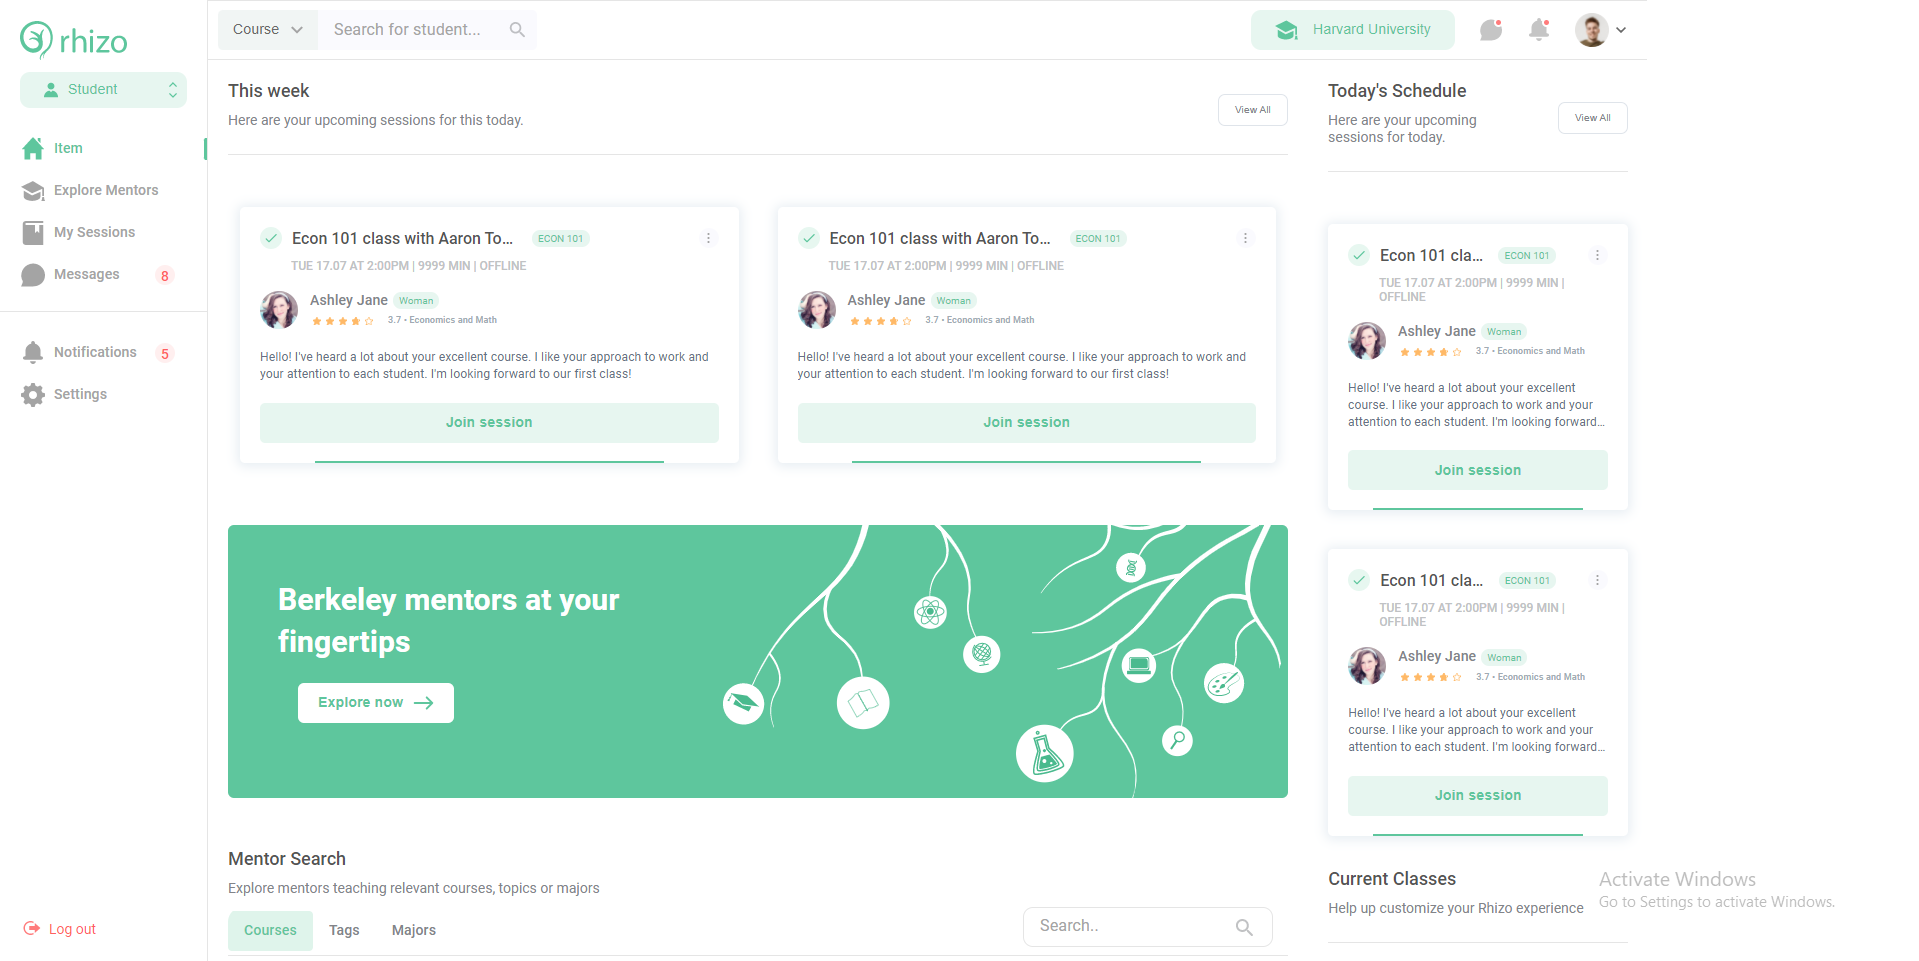 rhizo
Student
Item
Explore Mentors
My Sessions
Messages 8
Notifications 5
Settings
Log out
Course
Search for student...
Harvard University
This week
Here are your upcoming sessions for this today.
View All
Econ 101 class with Aaron To... ECON 101
TUE 17.07 AT 2:00PM | 9999 MIN | OFFLINE
Ashley Jane Woman
3.7 • Economics and Math
Hello! I've heard a lot about your excellent course. I like your approach to work and
your attention to each student. I'm looking forward to our first class!
Join session
Econ 101 class with Aaron To... ECON 101
TUE 17.07 AT 2:00PM | 9999 MIN | OFFLINE
Ashley Jane Woman
3.7 • Economics and Math
Hello! I've heard a lot about your excellent course. I like your approach to work and
your attention to each student. I'm looking forward to our first class!
Join session
Berkeley mentors at your
fingertips
Explore now
Mentor Search
Explore mentors teaching relevant courses, topics or majors
Courses Tags Majors
Search..
Today's Schedule
Here are your upcoming
sessions for today.
View All
Econ 101 cla... ECON 101
TUE 17.07 AT 2:00PM | 9999 MIN |
OFFLINE
Ashley Jane Woman
3.7 • Economics and Math
Hello! I've heard a lot about your excellent
course. I like your approach to work and your
attention to each student. I'm looking forward...
Join session
Econ 101 cla... ECON 101
TUE 17.07 AT 2:00PM | 9999 MIN |
OFFLINE
Ashley Jane Woman
3.7 • Economics and Math
Hello! I've heard a lot about your excellent
course. I like your approach to work and your
attention to each student. I'm looking forward...
Join session
Current Classes
Help up customize your Rhizo experience
Activate Windows
Go to Settings to activate Windows.